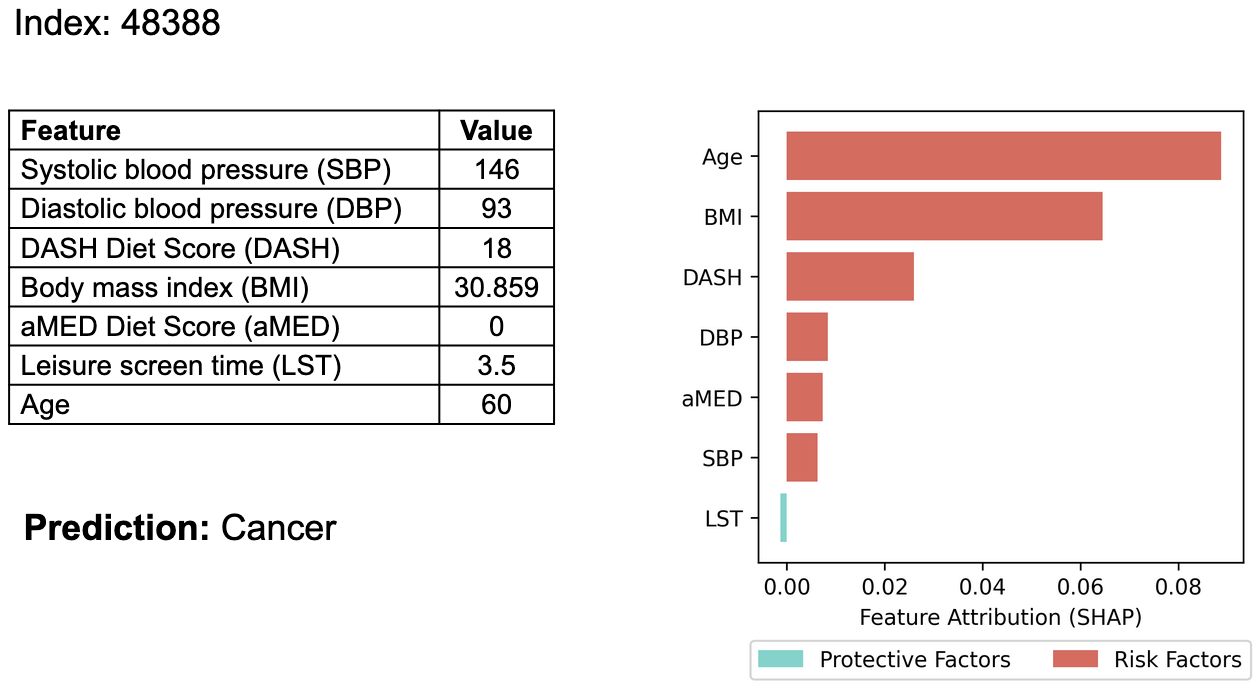 Index: 48388
Feature Value
Systolic blood pressure (SBP) 146
Diastolic blood pressure (DBP) 93
DASH Diet Score (DASH) 18
Body mass index (BMI) 30.859
aMED Diet Score (aMED) 0
Leisure screen time (LST) 3.5
Age 60
Prediction: Cancer
Age
BMI
DASH
DBP
aMED
SBP
LST
0.00 0.02 0.04 0.06 0.08
Feature Attribution (SHAP)
Protective Factors Risk Factors